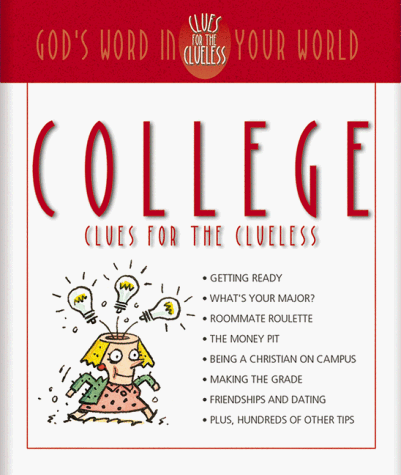 GOD'S WORD IN YOUR WORLD
CLUES
FOR THE
CLUELESS
COLLEGE
CLUES FOR THE CLUELESS
• GETTING READY
• WHAT'S YOUR MAJOR?
• ROOMMATE ROULETTE
• THE MONEY PIT
• BEING A CHRISTIAN ON CAMPUS
• MAKING THE GRADE
• FRIENDSHIPS AND DATING
• PLUS, HUNDREDS OF OTHER TIPS